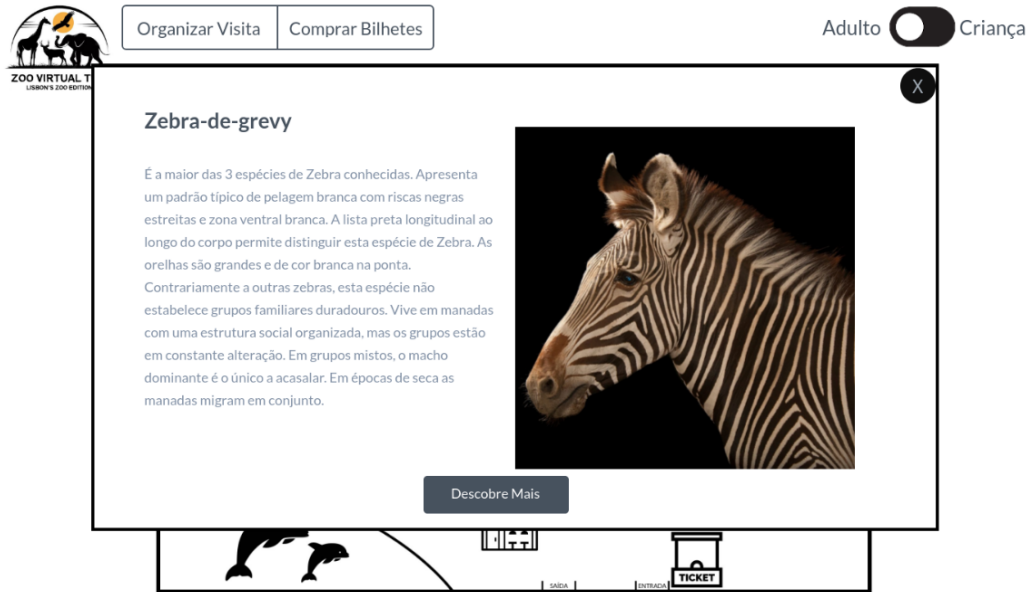 Organizar Visita
Comprar Bilhetes
Adulto
Criança
ZOO VIRTUAL T
LISBON'S ZOO EDITION
X
Zebra-de-grevy
É a maior das 3 espécies de Zebra conhecidas. Apresenta
um padrão típico de pelagem branca com riscas negras
estreitas e zona ventral branca. A lista preta longitudinal ao
longo do corpo permite distinguir esta espécie de Zebra. As
orelhas são grandes e de cor branca na ponta.
Contrariamente a outras zebras, esta espécie não
estabelece grupos familiares duradouros. Vive em manadas
com uma estrutura social organizada, mas os grupos estão
em constante alteração. Em grupos mistos, o macho
dominante é o único a acasalar. Em épocas de seca as
manadas migram em conjunto.
Descobre Mais
SAÍDA
ENTRADA
TICKET